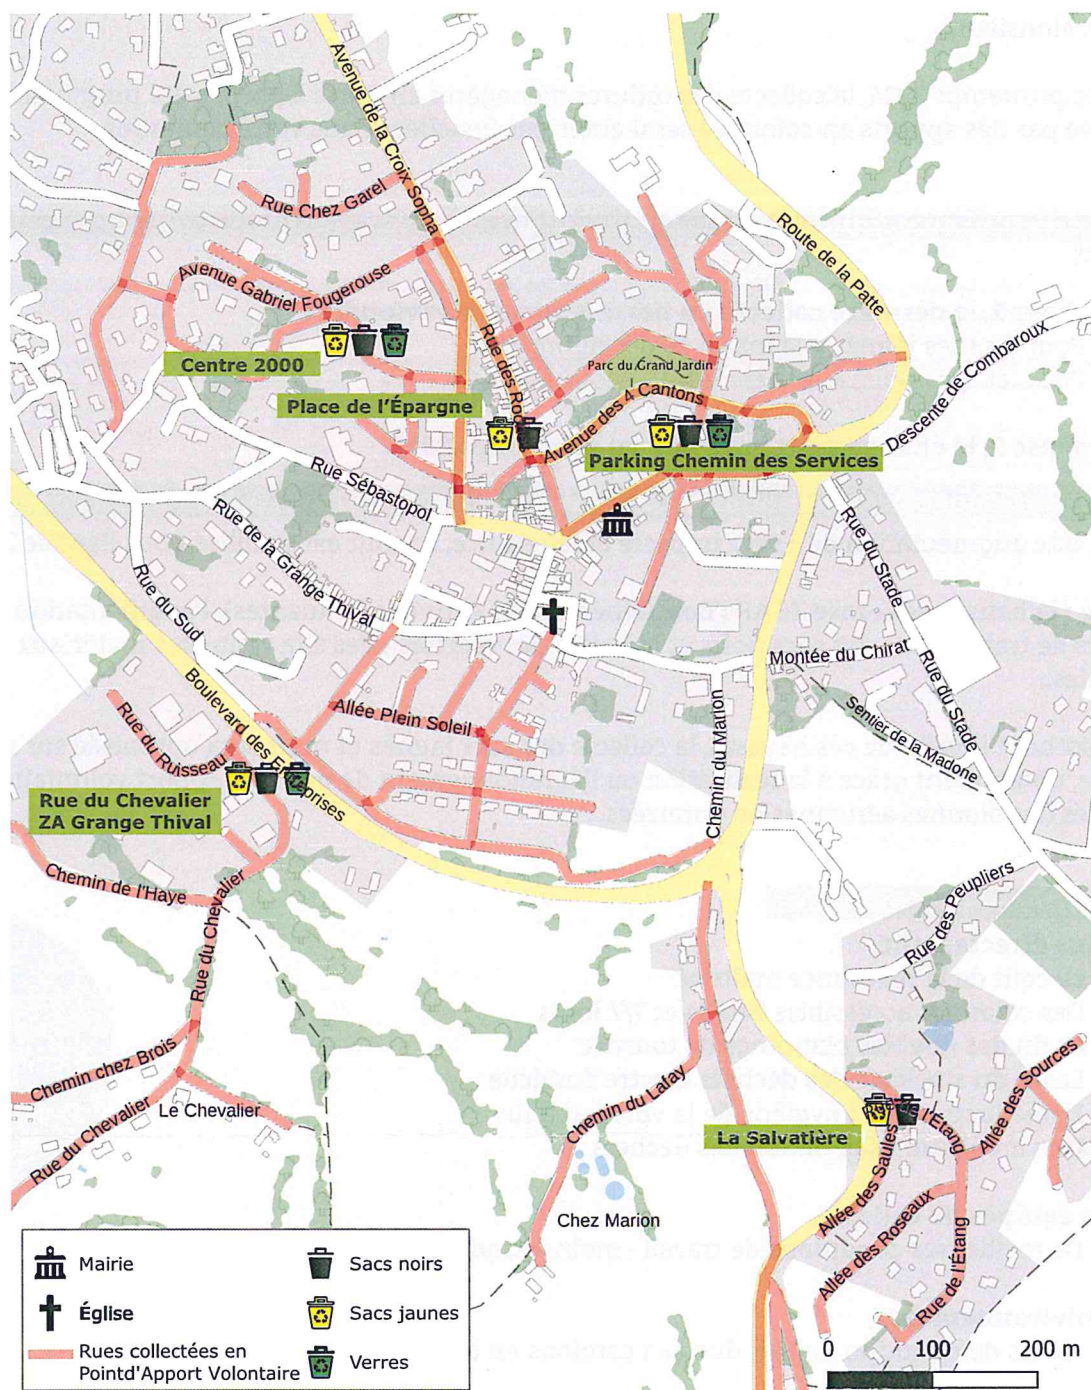 Avenue de la Croix Sopha
Rue Chez Garel
Route de la Patte
Avenue Gabriel Fougerouse
Descente de Combaroux
Centre 2000
Parc du Grand Jardin
Place de l'Épargne
Rue des
Avenue des 4 Cantons
Parking Chemin des Services
Rue Sébastopol
Rue de la Grange Thival
Rue du Stade
Rue du Sud
Montée du Chirat
Rue du Stade
Sentier de la Madone
Boulevard des Entreprises
Allée Plein Soleil
Rue du Ruisseau
Chemin du Marion
Rue du Chevalier
ZA Grange Thival
Chemin de l'Haye
Rue du Chevalier
Rue des Peupliers
Chemin chez Brois
Le Chevalier
Rue du Chevalier
Chemin du Lafay
Allée des Sources
Rue de l'Étang
La Salvatière
Allée des Saules
Allée des Roseaux
Rue de l'Étang
Chez Marion
Mairie
Sacs noirs
Église
Sacs jaunes
Rues collectées en
Pointd'Apport Volontaire
Verres
0 100 200 m